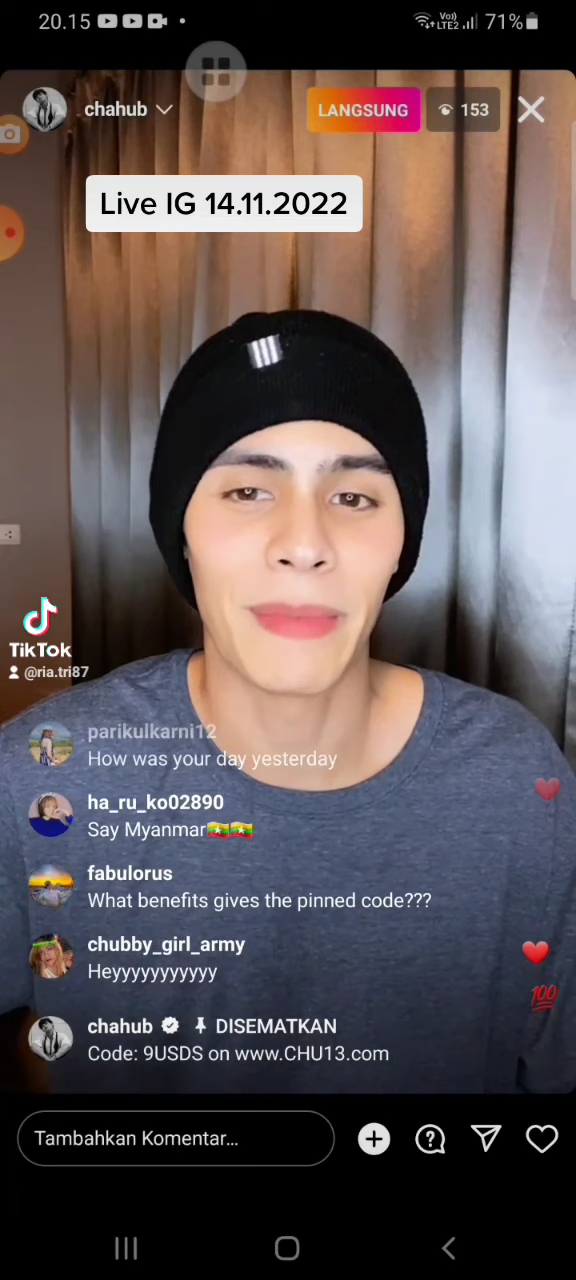 20.15
Vo)) LTE2 71%
chahub
LANGSUNG
153
Live IG 14.11.2022
TikTok
@ria.tri87
parikulkarni12
How was your day yesterday
ha_ru_ko02890
Say Myanmar🇲🇲🇲🇲
fabulorus
What benefits gives the pinned code???
chubby_girl_army
Heyyyyyyyyyyy
100
chahub DISEMATKAN
Code: 9USDS on www.CHU13.com
Tambahkan Komentar...